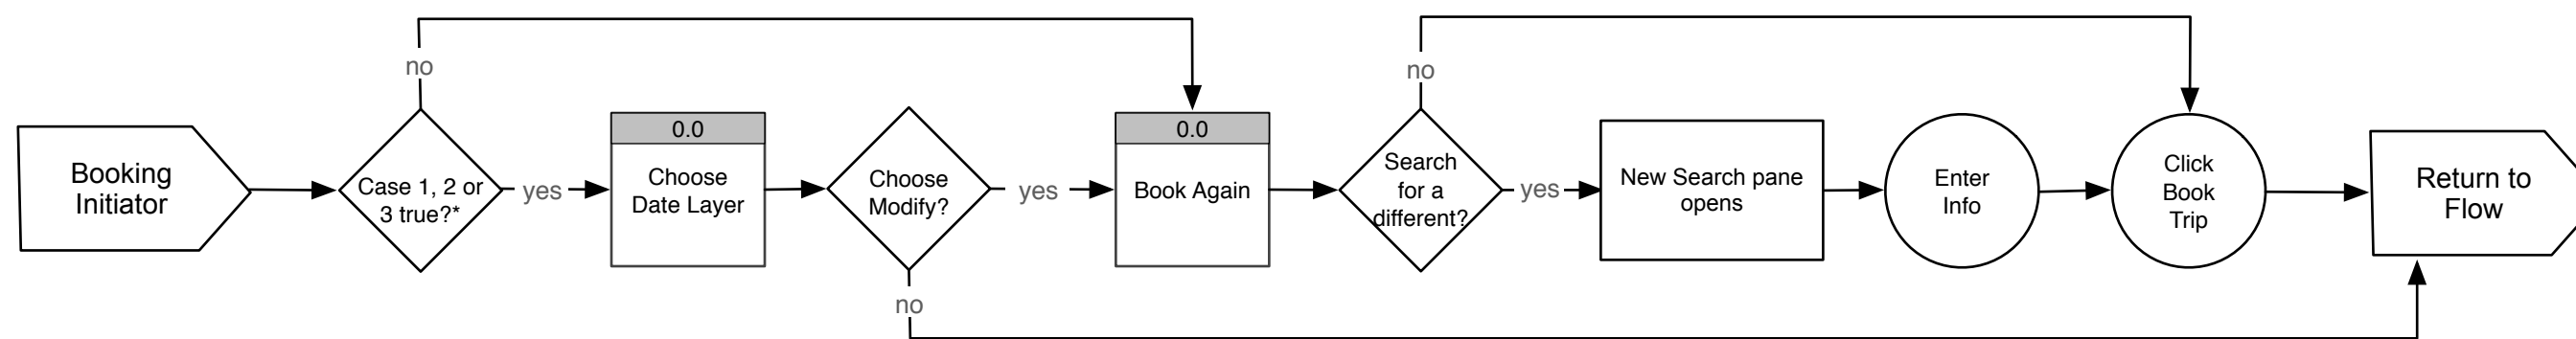 Booking
Initiator
no
Case 1, 2 or
3 true?*
yes
0.0
Choose
Date Layer
Choose
Modify?
yes
no
0.0
Book Again
no
Search
for a
different?
yes
New Search pane
opens
Enter
Info
Click
Book
Trip
Return to
Flow